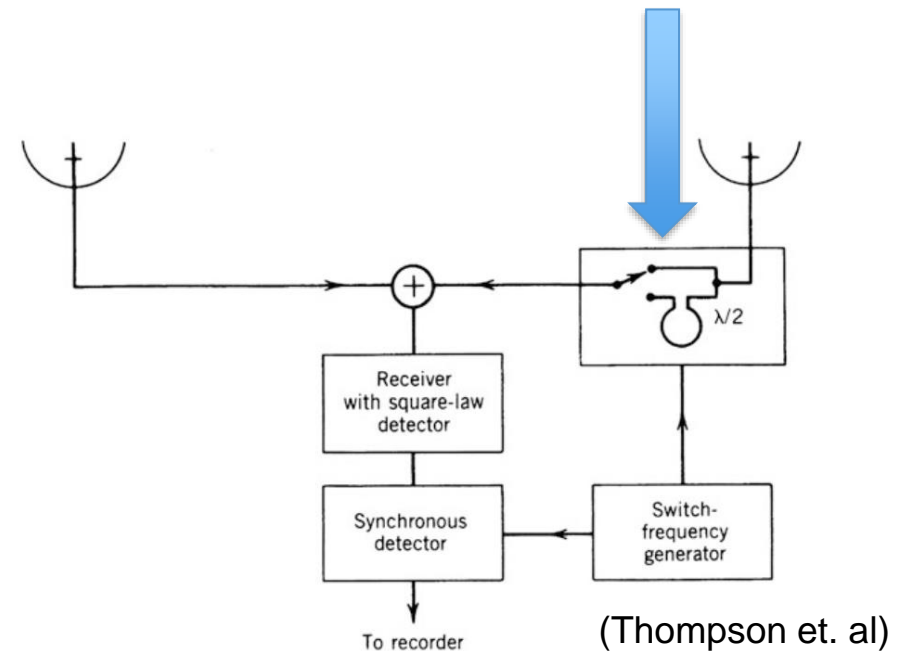 +
λ/2
Receiver
with square-law
detector
Synchronous
detector
Switch-
frequency
generator
To recorder
(Thompson et. al)